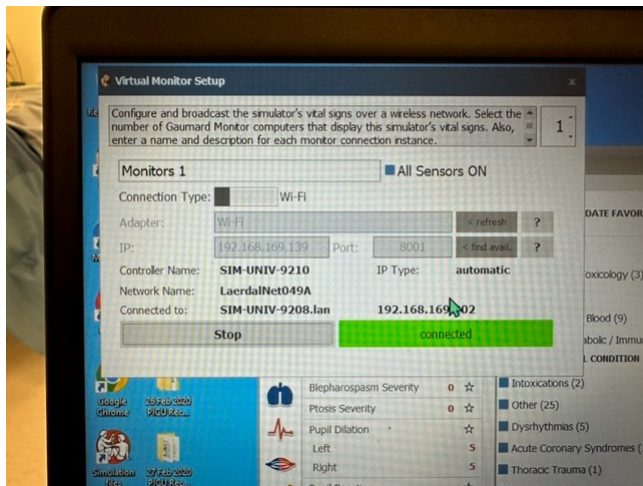 Virtual Monitor Setup
x
Configure and broadcast the simulator's vital signs over a wireless network. Select the
number of Gaumard Monitor computers that display this simulator's vital signs. Also,
enter a name and description for each monitor connection instance.
1
Monitors 1
All Sensors ON
Connection Type:
Wi-Fi
Adapter:
Wi-Fi
< refresh
?
IP:
192.168.169.139
Port:
8001
< find avail.
?
Controller Name:
SIM-UNIV-9210
IP Type:
automatic
Network Name:
LaerdalNet049A
Connected to:
SIM-UNIV-9208.lan
Stop
connected
DATE FAVOR
oxicology (3)
Blood (9)
bolic / Immu
L CONDITION
Intoxications (2)
Other (25)
Dysrhythmias (5)
Acute Coronary Syndromes (
Thoracic Trauma (1)
Blepharospasm Severity
0
Ptosis Severity
0
Pupil Dilation
Left
5
Right
5
Google
Chrome
26 Feb 2020
PICU Rec...
Simulation
files
27 Feb 2020
PICU Rec...